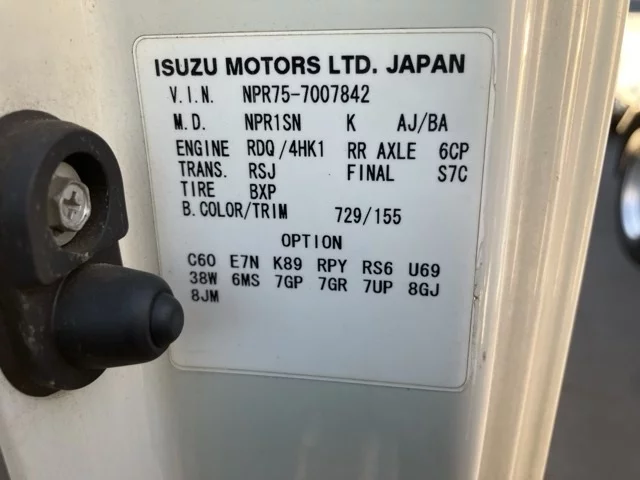 ISUZU MOTORS LTD. JAPAN
V.I.N. NPR75-7007842
M.D. NPR1SN K AJ/BA
ENGINE RDQ/4HK1 RR AXLE 6CP
TRANS. RSJ FINAL S7C
TIRE BXP
B.COLOR/TRIM 729/155
OPTION
C60 E7N K89 RPY RS6 U69
38W 6MS 7GP 7GR 7UP 8GJ
8JM